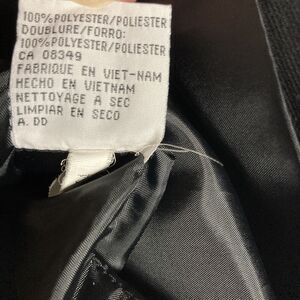 100%POLYESTER/POLIESTER
DOUBLURE/FORRO:
100%POLYESTER/POLIESTER
CA 08349
FABRIQUE EN VIET-NAM
HECHO EN VIETNAM
NETTOYAGE A SEC
LIMPIAR EN SECO
A. DD